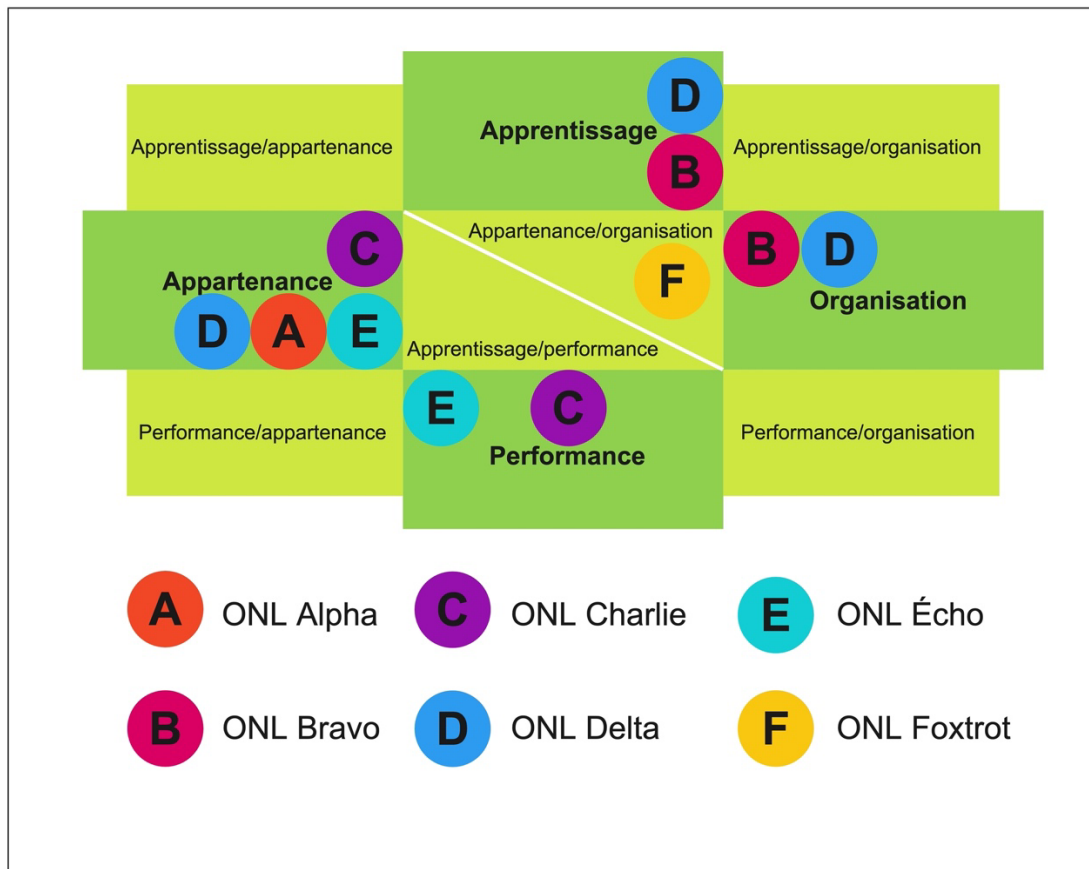 D
Apprentissage
Apprentissage/appartenance
Apprentissage/organisation
B
Appartenance/organisation
C
B
D
Appartenance
F
Organisation
D
A
E
Apprentissage/performance
E
C
Performance/appartenance
Performance/organisation
Performance
A ONL Alpha
C ONL Charlie
E ONL Écho
B ONL Bravo
D ONL Delta
F ONL Foxtrot